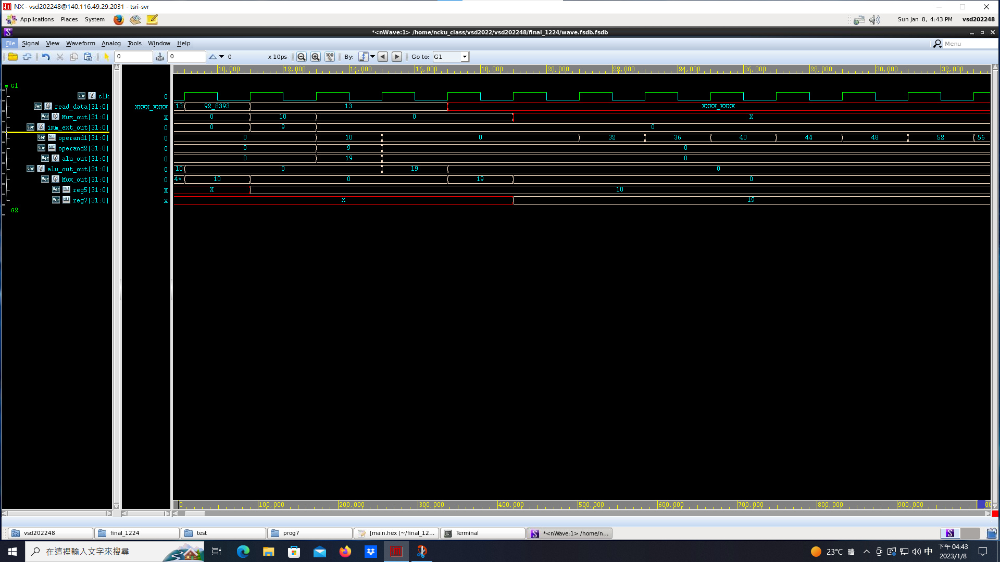 NX - vsd202248@140.116.49.29:2031 - tsri-svr
Applications Places System Sun Jan 8, 4:43 PM vsd202248
*<nWave:1> /home/ncku_class/vsd2022/vsd202248/final_1224/wave.fsdb.fsdb
File Signal View Waveform Analog Tools Window Help Menu
0 0 0 x 10ps 100 % By: Go to: G1
10,000 12,000 14,000 16,000 18,000 20,000 22,000 24,000 26,000 28,000 30,000 32,000
G1
clk 0
read_data[31:0] XXXX_XXXX 13 92_8393 13 XXXX_XXXX
Mux_out[31:0] X 0 10 0 X
imm_ext_out[31:0] 0 0 9 0
operand1[31:0] 0 0 10 0 32 36 40 44 48 52 56
operand2[31:0] 0 0 9 0
alu_out[31:0] 0 0 19 0
alu_out_out[31:0] 0 10 0 19 0
Mux_out[31:0] 0 4* 10 0 19 0
reg5[31:0] X X 10
reg7[31:0] X X 19
G2
0 100,000 200,000 300,000 400,000 500,000 600,000 700,000 800,000 900,000
vsd202248 final_1224 test prog7 [main.hex (~/final_12... Terminal *<nWave:1> /home/n...
在這裡輸入文字來搜尋 23°C 晴 中 下午 04:43
2023/1/8